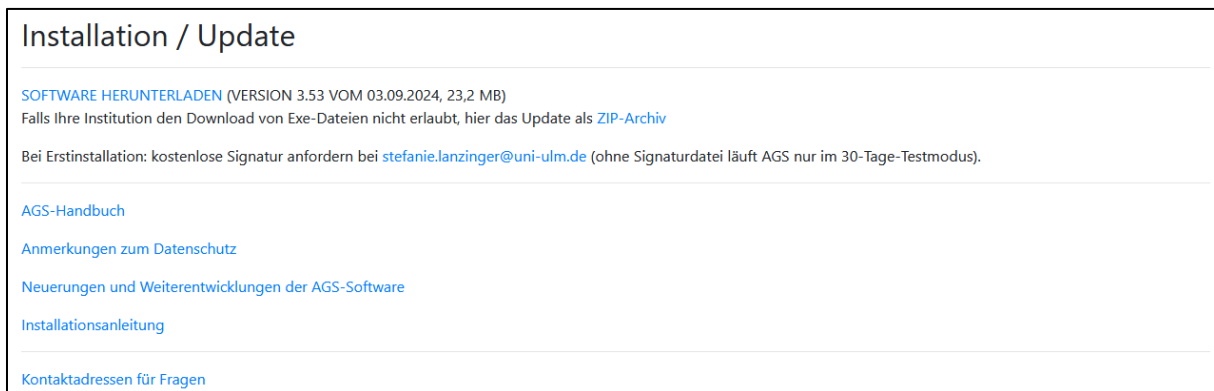 Installation / Update
SOFTWARE HERUNTERLADEN (VERSION 3.53 VOM 03.09.2024, 23,2 MB)
Falls Ihre Institution den Download von Exe-Dateien nicht erlaubt, hier das Update als ZIP-Archiv
Bei Erstinstallation: kostenlose Signatur anfordern bei stefanie.lanzinger@uni-ulm.de (ohne Signaturdatei läuft AGS nur im 30-Tage-Testmodus).
AGS-Handbuch
Anmerkungen zum Datenschutz
Neuerungen und Weiterentwicklungen der AGS-Software
Installationsanleitung
Kontaktadressen für Fragen